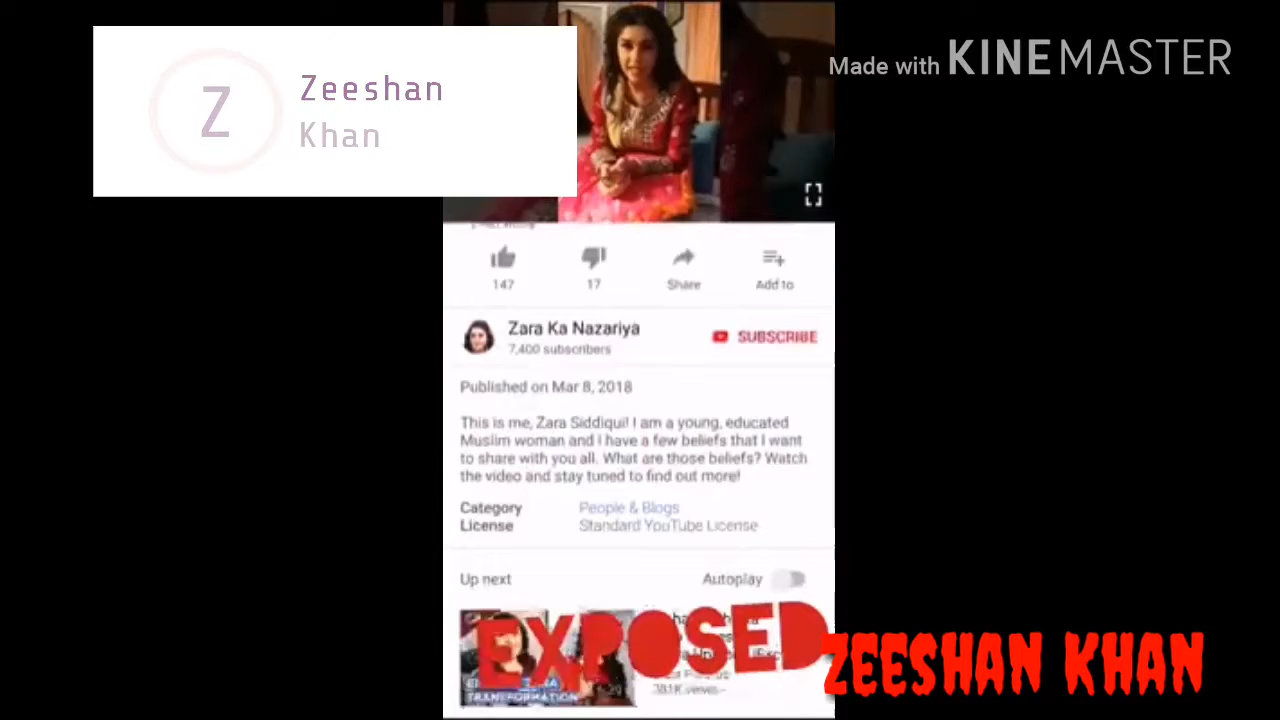 Z
Zeeshan
Khan
Made with KINEMASTER
147
17
Share
Add to
Zara Ka Nazariya
7,400 subscribers
SUBSCRIBE
Published on Mar 8, 2018
This is me, Zara Siddiqui! I am a young, educated
Muslim woman and I have a few beliefs that I want
to share with you all. What are those beliefs? Watch
the video and stay tuned to find out more!
Category
People & Blogs
License
Standard YouTube License
Up next
Autoplay
EXPOSED
TRANSFORMATION
381K views
ZEESHAN KHAN